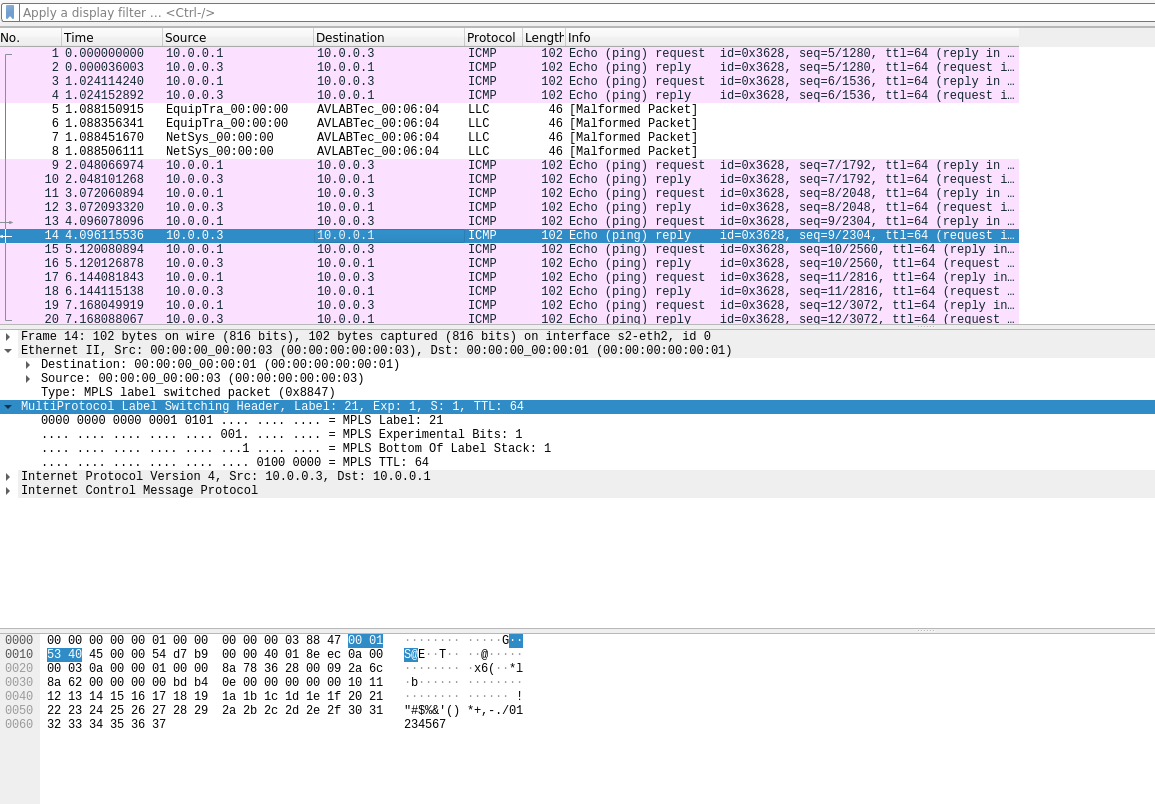 Apply a display filter … <Ctrl-/>
No. Time Source Destination Protocol Length Info
1 0.000000000 10.0.0.1 10.0.0.3 ICMP 102 Echo (ping) request id=0x3628, seq=5/1280, ttl=64 (reply in …
2 0.000036003 10.0.0.3 10.0.0.1 ICMP 102 Echo (ping) reply id=0x3628, seq=5/1280, ttl=64 (request i…
3 1.024114240 10.0.0.1 10.0.0.3 ICMP 102 Echo (ping) request id=0x3628, seq=6/1536, ttl=64 (reply in …
4 1.024152892 10.0.0.3 10.0.0.1 ICMP 102 Echo (ping) reply id=0x3628, seq=6/1536, ttl=64 (request i…
5 1.088150915 EquipTra_00:00:00 AVLABTec_00:06:04 LLC 46 [Malformed Packet]
6 1.088356341 EquipTra_00:00:00 AVLABTec_00:06:04 LLC 46 [Malformed Packet]
7 1.088451670 NetSys_00:00:00 AVLABTec_00:06:04 LLC 46 [Malformed Packet]
8 1.088506111 NetSys_00:00:00 AVLABTec_00:06:04 LLC 46 [Malformed Packet]
9 2.048066974 10.0.0.1 10.0.0.3 ICMP 102 Echo (ping) request id=0x3628, seq=7/1792, ttl=64 (reply in …
10 2.048101268 10.0.0.3 10.0.0.1 ICMP 102 Echo (ping) reply id=0x3628, seq=7/1792, ttl=64 (request i…
11 3.072060894 10.0.0.1 10.0.0.3 ICMP 102 Echo (ping) request id=0x3628, seq=8/2048, ttl=64 (reply in …
12 3.072093320 10.0.0.3 10.0.0.1 ICMP 102 Echo (ping) reply id=0x3628, seq=8/2048, ttl=64 (request i…
13 4.096078096 10.0.0.1 10.0.0.3 ICMP 102 Echo (ping) request id=0x3628, seq=9/2304, ttl=64 (reply in …
14 4.096115536 10.0.0.3 10.0.0.1 ICMP 102 Echo (ping) reply id=0x3628, seq=9/2304, ttl=64 (request i…
15 5.120080894 10.0.0.1 10.0.0.3 ICMP 102 Echo (ping) request id=0x3628, seq=10/2560, ttl=64 (reply in…
16 5.120126878 10.0.0.3 10.0.0.1 ICMP 102 Echo (ping) reply id=0x3628, seq=10/2560, ttl=64 (request …
17 6.144081843 10.0.0.1 10.0.0.3 ICMP 102 Echo (ping) request id=0x3628, seq=11/2816, ttl=64 (reply in…
18 6.144115138 10.0.0.3 10.0.0.1 ICMP 102 Echo (ping) reply id=0x3628, seq=11/2816, ttl=64 (request …
19 7.168049919 10.0.0.1 10.0.0.3 ICMP 102 Echo (ping) request id=0x3628, seq=12/3072, ttl=64 (reply in…
20 7.168088067 10.0.0.3 10.0.0.1 ICMP 102 Echo (ping) reply id=0x3628, seq=12/3072, ttl=64 (request …
Frame 14: 102 bytes on wire (816 bits), 102 bytes captured (816 bits) on interface s2-eth2, id 0
Ethernet II, Src: 00:00:00_00:00:03 (00:00:00:00:00:03), Dst: 00:00:00_00:00:01 (00:00:00:00:00:01)
Destination: 00:00:00_00:00:01 (00:00:00:00:00:01)
Source: 00:00:00_00:00:03 (00:00:00:00:00:03)
Type: MPLS label switched packet (0x8847)
MultiProtocol Label Switching Header, Label: 21, Exp: 1, S: 1, TTL: 64
0000 0000 0000 0001 0101 .... .... .... = MPLS Label: 21
.... .... .... .... .... 001. .... .... = MPLS Experimental Bits: 1
.... .... .... .... .... ...1 .... .... = MPLS Bottom Of Label Stack: 1
.... .... .... .... .... .... 0100 0000 = MPLS TTL: 64
Internet Protocol Version 4, Src: 10.0.0.3, Dst: 10.0.0.1
Internet Control Message Protocol
0000 00 00 00 00 00 01 00 00 00 00 00 03 88 47 00 01 ········ ·····G··
0010 53 40 45 00 00 54 d7 b9 00 00 40 01 8e ec 0a 00 S@E··T·· ··@·····
0020 00 03 0a 00 00 01 00 00 8a 78 36 28 00 09 2a 6c ········ ·x6(··*l
0030 8a 62 00 00 00 00 bd b4 0e 00 00 00 00 00 10 11 ·b······ ········
0040 12 13 14 15 16 17 18 19 1a 1b 1c 1d 1e 1f 20 21 ········ ······ !
0050 22 23 24 25 26 27 28 29 2a 2b 2c 2d 2e 2f 30 31 "#$%&'() *+,-./01
0060 32 33 34 35 36 37 234567